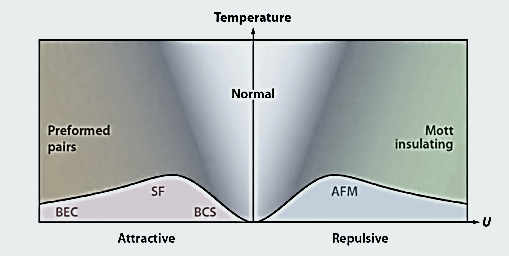 Temperature
Normal
Preformed
pairs
Mott
insulating
SF
AFM
BEC
BCS
U
Attractive
Repulsive